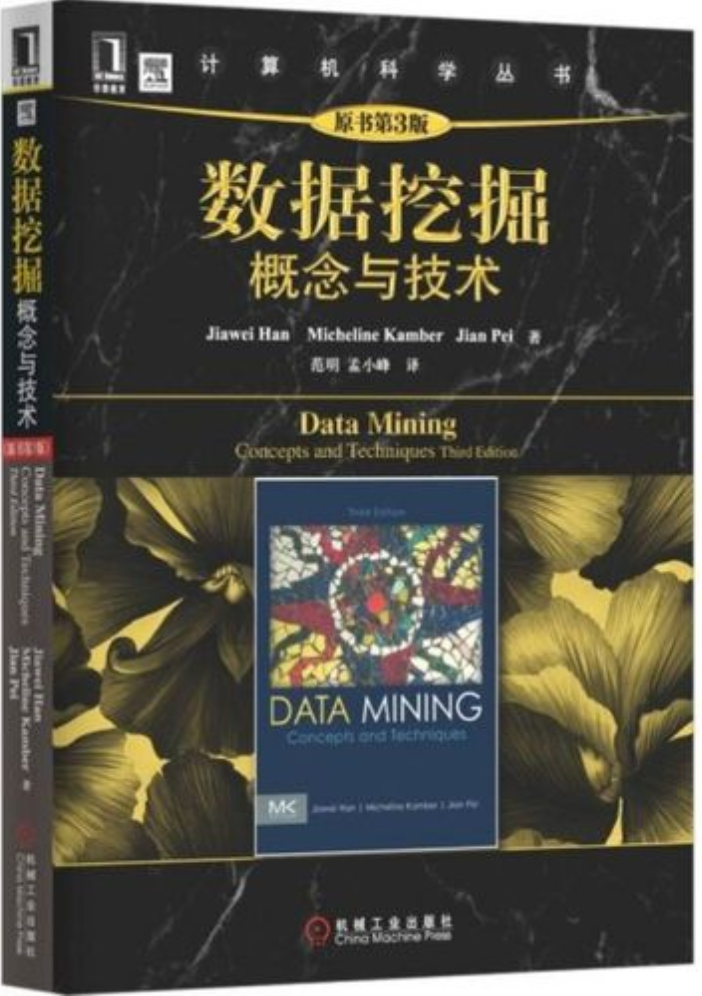 计算机科学丛书
原书第3版
数据挖掘
概念与技术
Jiawei Han Micheline Kamber Jian Pei 著
范明 孟小峰 译
Data Mining
Concepts and Techniques Third Edition
Third Edition
DATA MINING
Concepts and Techniques
MK
Jiawei Han | Micheline Kamber | Jian Pei
机械工业出版社
China Machine Press
数据挖掘
概念与技术
Data Mining
Concepts and Techniques
Third Edition
Jiawei Han
Micheline Kamber 著
Jian Pei
机械工业出版社
China Machine Press